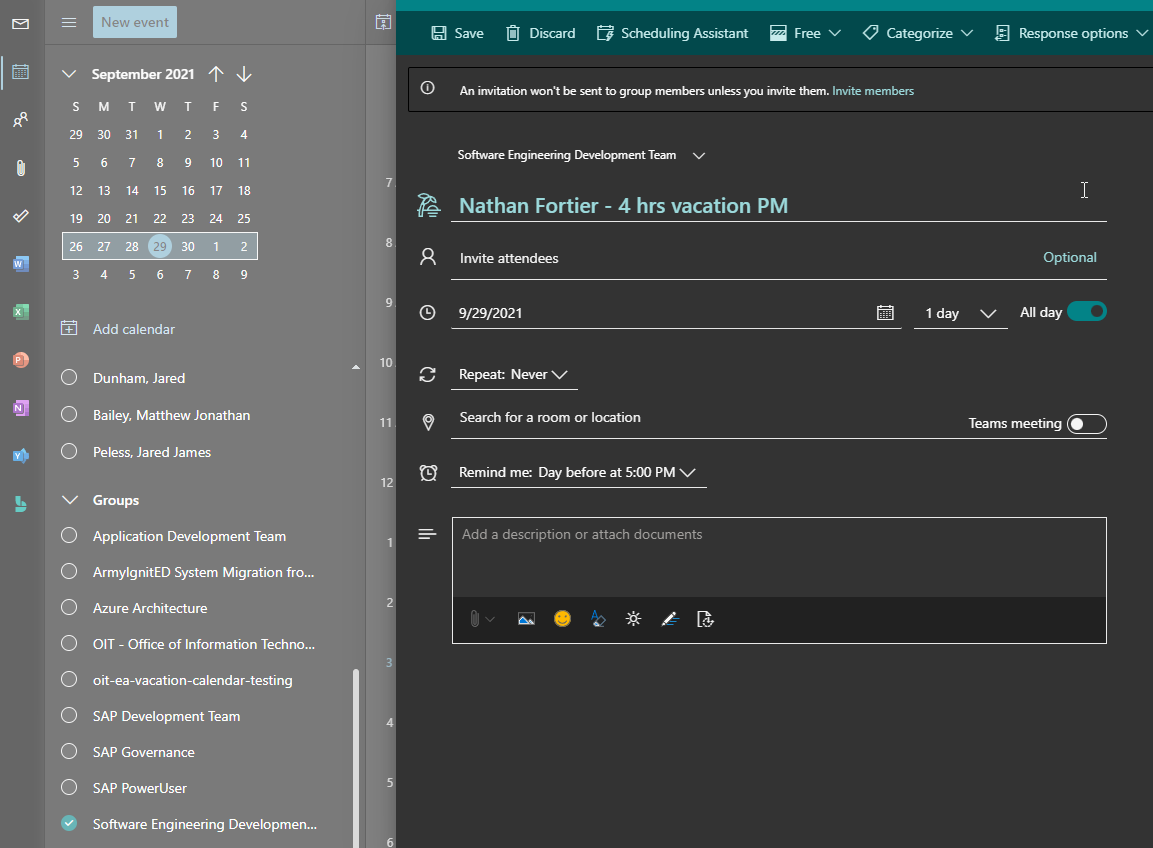 New event
Save
Discard
Scheduling Assistant
Free
Categorize
Response options
September 2021
S M T W T F S
29 30 31 1 2 3 4
5 6 7 8 9 10 11
12 13 14 15 16 17 18
19 20 21 22 23 24 25
26 27 28 29 30 1 2
3 4 5 6 7 8 9
Add calendar
Dunham, Jared
Bailey, Matthew Jonathan
Peless, Jared James
Groups
Application Development Team
ArmyIgnitED System Migration fro...
Azure Architecture
OIT - Office of Information Techno...
oit-ea-vacation-calendar-testing
SAP Development Team
SAP Governance
SAP PowerUser
Software Engineering Developmen...
7
8
9
10
11
12
1
2
3
4
5
6
An invitation won't be sent to group members unless you invite them. Invite members
Software Engineering Development Team
Nathan Fortier - 4 hrs vacation PM
Invite attendees
Optional
9/29/2021
1 day
All day
Repeat: Never
Search for a room or location
Teams meeting
Remind me: Day before at 5:00 PM
Add a description or attach documents